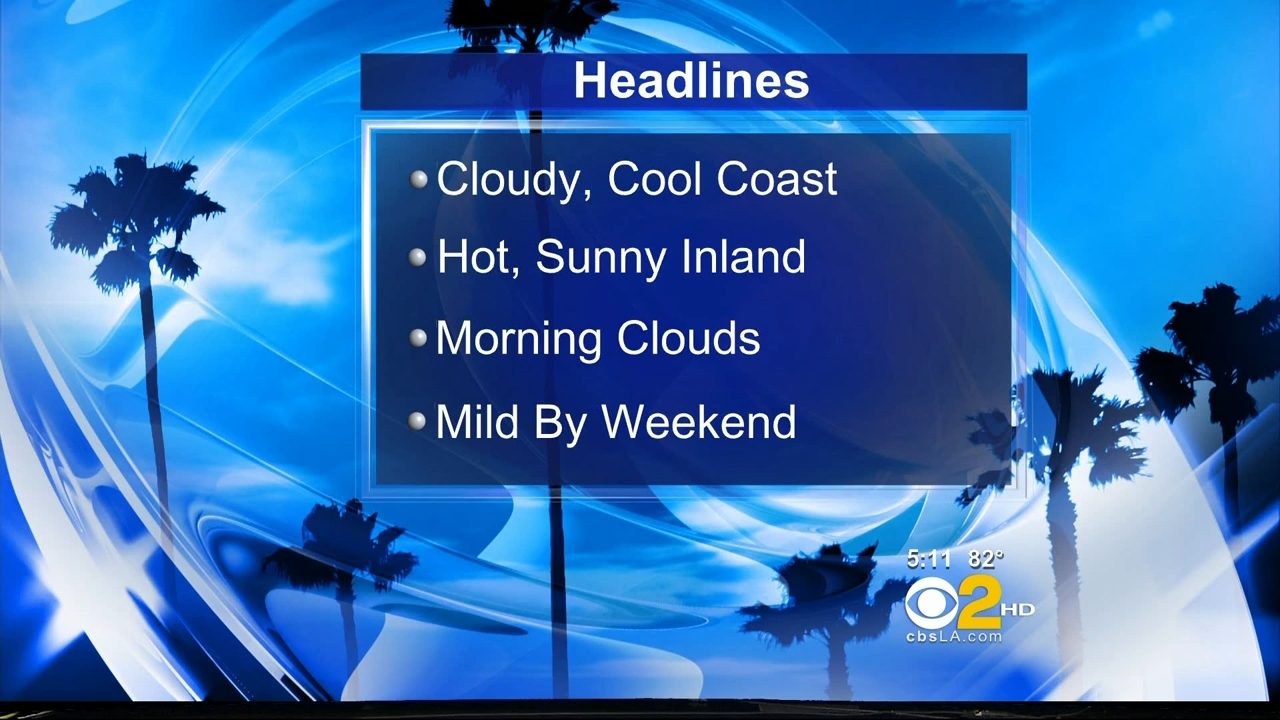 Headlines
Cloudy, Cool Coast
Hot, Sunny Inland
Morning Clouds
Mild By Weekend
5:11 82°
2 HD
cbsLA.com